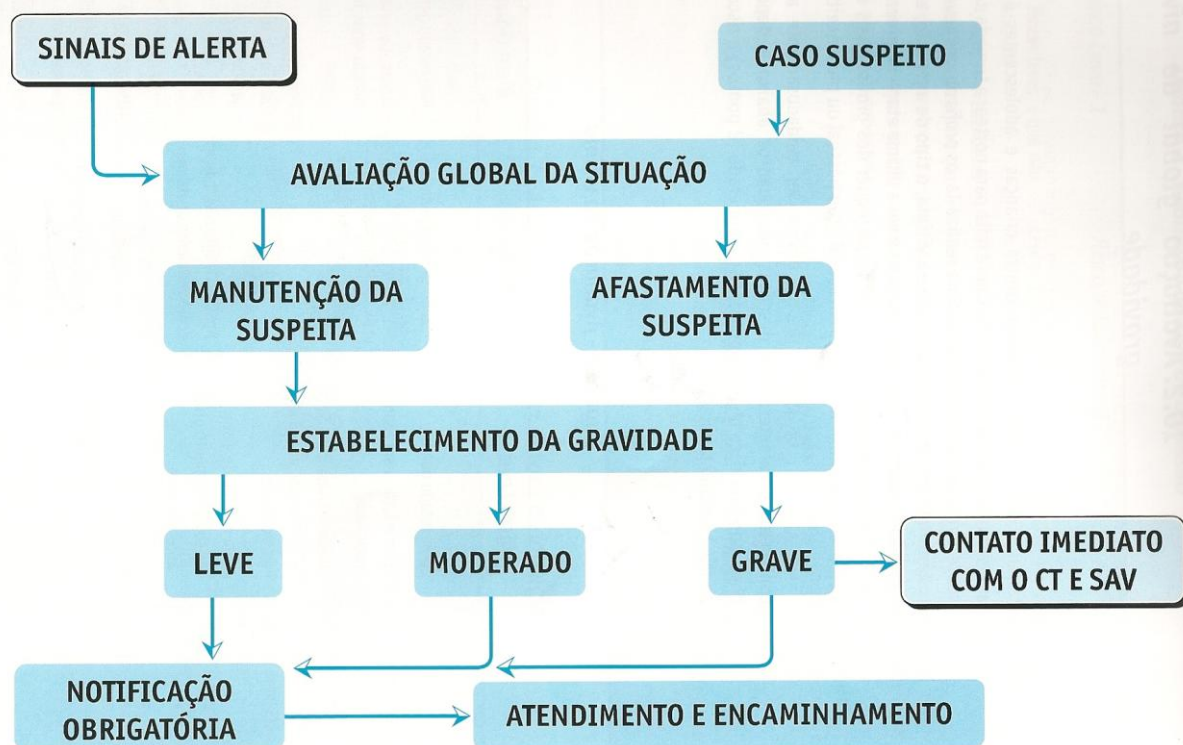 SINAIS DE ALERTA
CASO SUSPEITO
AVALIAÇÃO GLOBAL DA SITUAÇÃO
MANUTENÇÃO DA
SUSPEITA
AFASTAMENTO DA
SUSPEITA
ESTABELECIMENTO DA GRAVIDADE
LEVE
MODERADO
GRAVE
CONTATO IMEDIATO
COM O CT E SAV
NOTIFICAÇÃO
OBRIGATÓRIA
ATENDIMENTO E ENCAMINHAMENTO